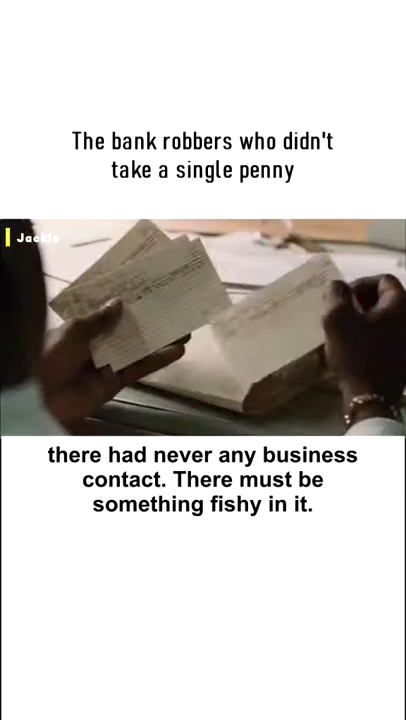 The bank robbers who didn't
take a single penny
Jackie
there had never any business
contact. There must be
something fishy in it.